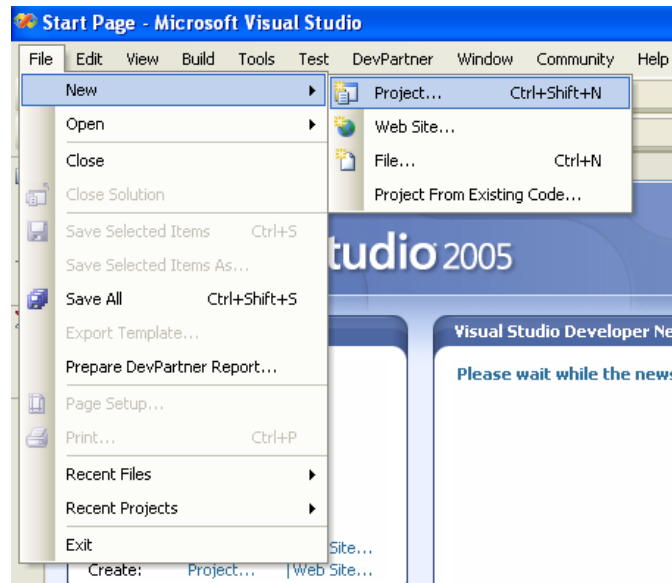 Start Page - Microsoft Visual Studio
File Edit View Build Tools Test DevPartner Window Community Help
New
Project... Ctrl+Shift+N
Open
Web Site...
Close
File... Ctrl+N
Close Solution
Project From Existing Code...
Save Selected Items Ctrl+S
Save Selected Items As...
tudio 2005
Save All Ctrl+Shift+S
Export Template...
Visual Studio Developer Ne
Prepare DevPartner Report...
Please wait while the news
Page Setup...
Print... Ctrl+P
Recent Files
Recent Projects
Exit
Site...
Create: Project... | Web Site...